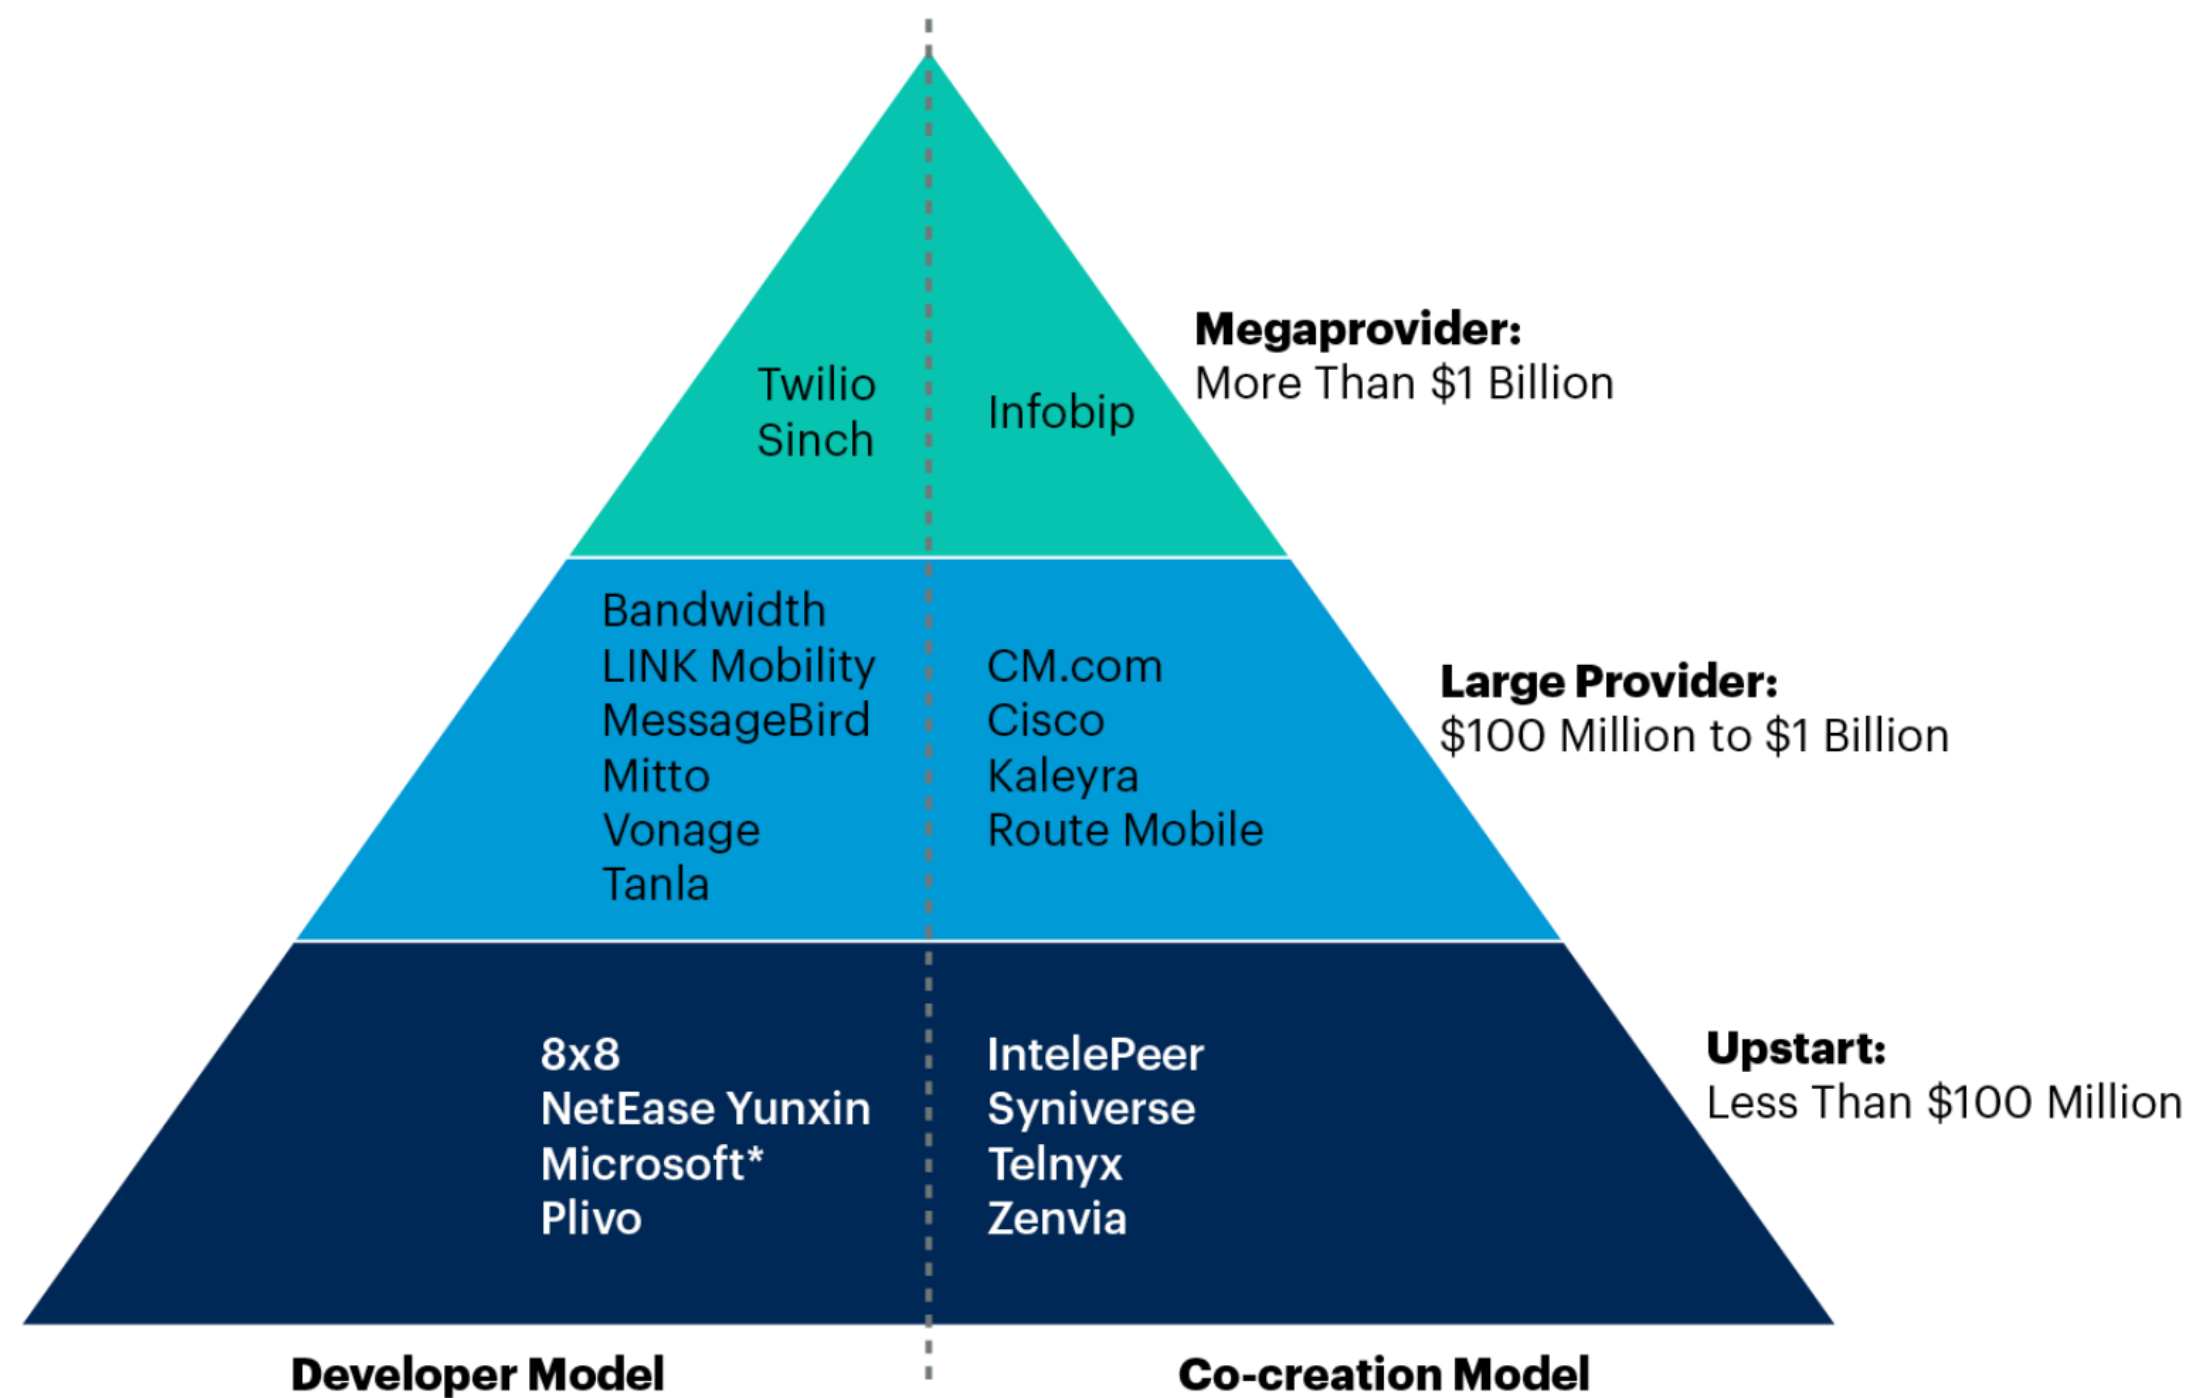 Twilio
Sinch
Infobip
Megaprovider:
More Than $1 Billion
Bandwidth
LINK Mobility
MessageBird
Mitto
Vonage
Tanla
CM.com
Cisco
Kaleyra
Route Mobile
Large Provider:
$100 Million to $1 Billion
8x8
NetEase Yunxin
Microsoft*
Plivo
IntelePeer
Syniverse
Telnyx
Zenvia
Upstart:
Less Than $100 Million
Developer Model
Co-creation Model